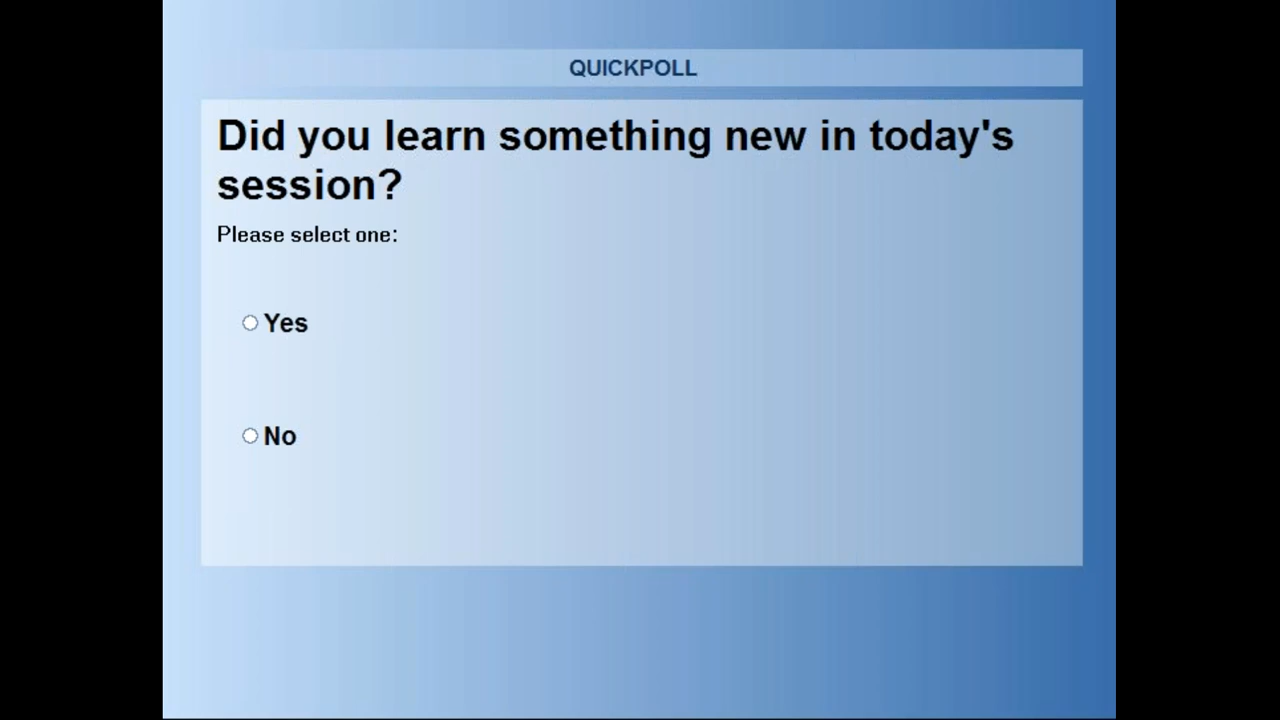 QUICKPOLL
Did you learn something new in today's
session?
Please select one:
Yes
No